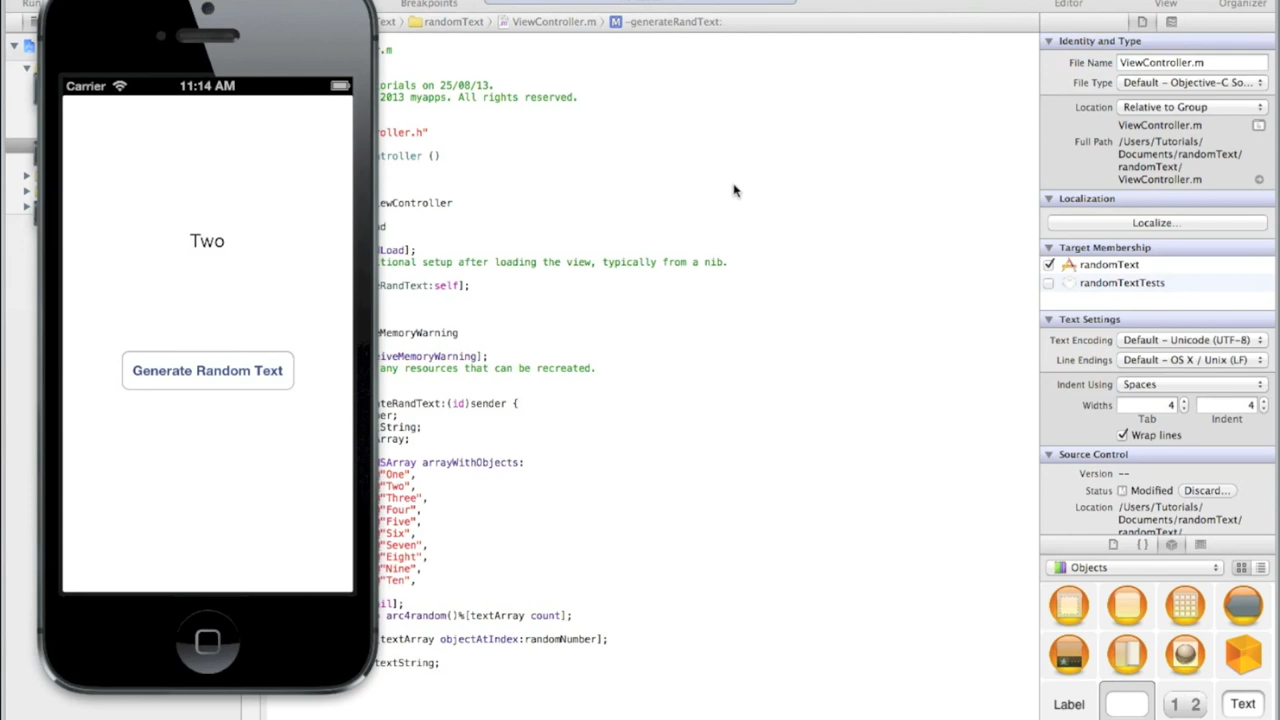 Run
Breakpoints
Editor
View
Organizer
Text
randomText
ViewController.m
M
-generateRandText:
Carrier
11:14 AM
Two
Generate Random Text
.m
orials on 25/08/13.
2013 myapps. All rights reserved.
oller.h"
troller ()
ewController
d
Load];
tional setup after loading the view, typically from a nib.
eRandText:self];
eMemoryWarning
eiveMemoryWarning];
any resources that can be recreated.
ateRandText:(id)sender {
er;
String;
array;
NSArray arrayWithObjects:
"One",
"Two",
"Three",
"Four",
"Five",
"Six",
"Seven",
"Eight",
"Nine",
"Ten",
il];
arc4random()%[textArray count];
textArray objectAtIndex:randomNumber];
textString;
Identity and Type
File Name ViewController.m
File Type Default - Objective-C So...
Location Relative to Group
ViewController.m
Full Path /Users/Tutorials/
Documents/randomText/
randomText/
ViewController.m
Localization
Localize...
Target Membership
randomText
randomTextTests
Text Settings
Text Encoding Default - Unicode (UTF-8)
Line Endings Default - OS X / Unix (LF)
Indent Using Spaces
Widths 4 4
Tab Indent
Wrap lines
Source Control
Version --
Status Modified Discard...
Location /Users/Tutorials/
Documents/randomText/
randomText/
{ }
Objects
Label
1 2
Text